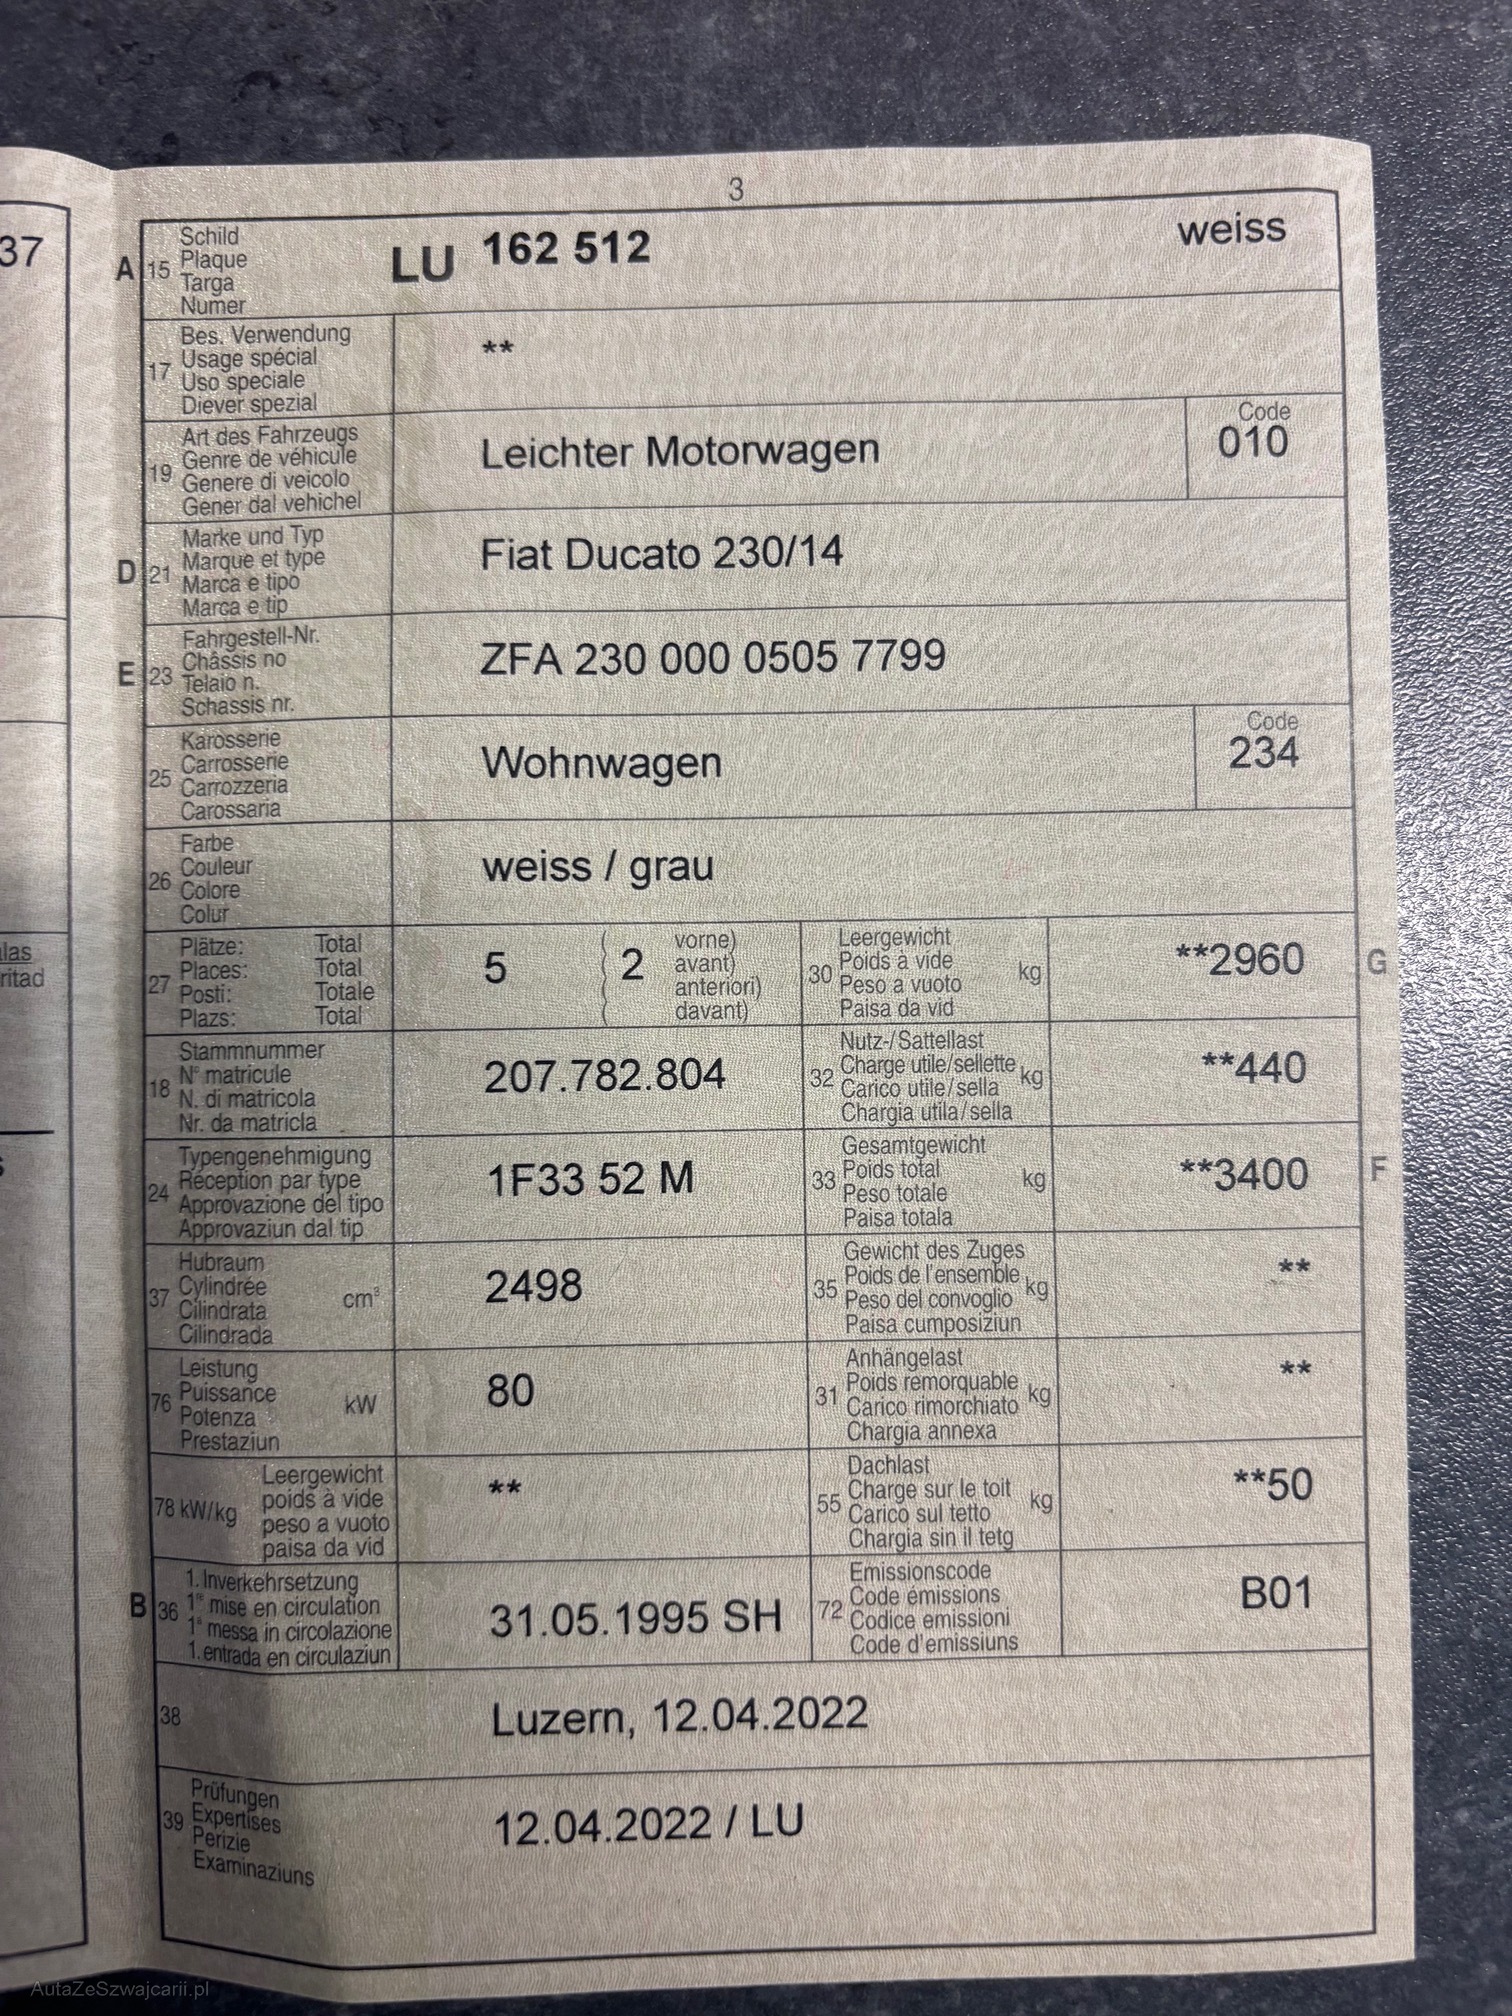 37
las
ritad
3
A 15 Schild
Plaque
Targa
Numer
LU 162 512 weiss
17 Bes. Verwendung
Usage spécial
Uso speciale
Diever spezial
**
19 Art des Fahrzeugs
Genre de véhicule
Genere di veicolo
Gener dal vehichel
Leichter Motorwagen
Code
010
D 21 Marke und Typ
Marque et type
Marca e tipo
Marca e tip
Fiat Ducato 230/14
E 23 Fahrgestell-Nr.
Châssis no
Telaio n.
Schassis nr.
ZFA 230 000 0505 7799
25 Karosserie
Carrosserie
Carrozzeria
Carossaria
Wohnwagen
Code
234
26 Farbe
Couleur
Colore
Colur
weiss / grau
27 Plätze: Total
Places: Total
Posti: Totale
Plazs: Total
5 ( 2 vorne)
( avant)
( anteriori)
( davant)
30 Leergewicht
Poids à vide
Peso a vuoto
Paisa da vid
kg
**2960 G
18 Stammnummer
N° matricule
N. di matricola
Nr. da matricla
207.782.804
32 Nutz-/Sattellast
Charge utile/sellette
Carico utile/sella
Chargia utila/sella
kg
**440
24 Typengenehmigung
Réception par type
Approvazione del tipo
Approvaziun dal tip
1F33 52 M
33 Gesamtgewicht
Poids total
Peso totale
Paisa totala
kg
**3400 F
37 Hubraum
Cylindrée
Cilindrata
Cilindrada
cm³
2498
35 Gewicht des Zuges
Poids de l'ensemble
Peso del convoglio
Paisa cumposiziun
kg
**
76 Leistung
Puissance
Potenza
Prestaziun
kW
80
31 Anhängelast
Poids remorquable
Carico rimorchiato
Chargia annexa
kg
**
78 kW/kg Leergewicht
poids à vide
peso a vuoto
paisa da vid
**
55 Dachlast
Charge sur le toit
Carico sul tetto
Chargia sin il tetg
kg
**50
B 36 1. Inverkehrsetzung
1re mise en circulation
1a messa in circolazione
1. entrada en circulaziun
31.05.1995 SH
72 Emissionscode
Code émissions
Codice emissioni
Code d'emissiuns
B01
38 Luzern, 12.04.2022
39 Prüfungen
Expertises
Perizie
Examinaziuns
12.04.2022 / LU
AutaZeSzwajcarii.pl